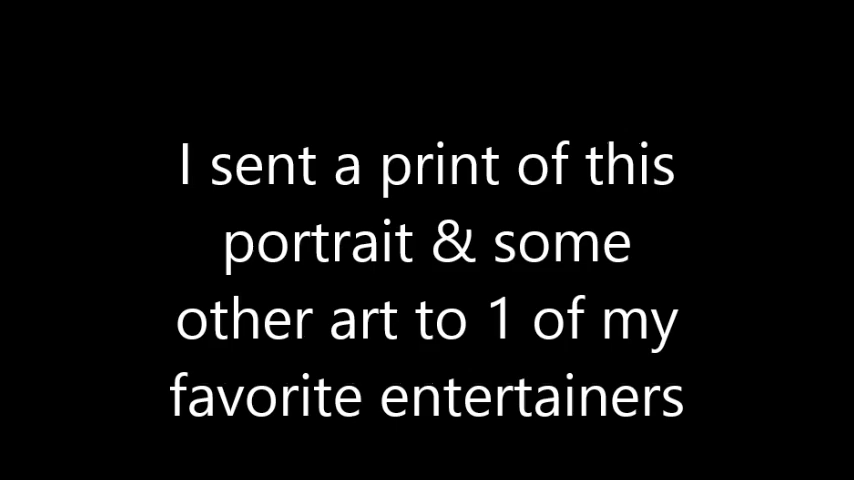 I sent a print of this
portrait & some
other art to 1 of my
favorite entertainers